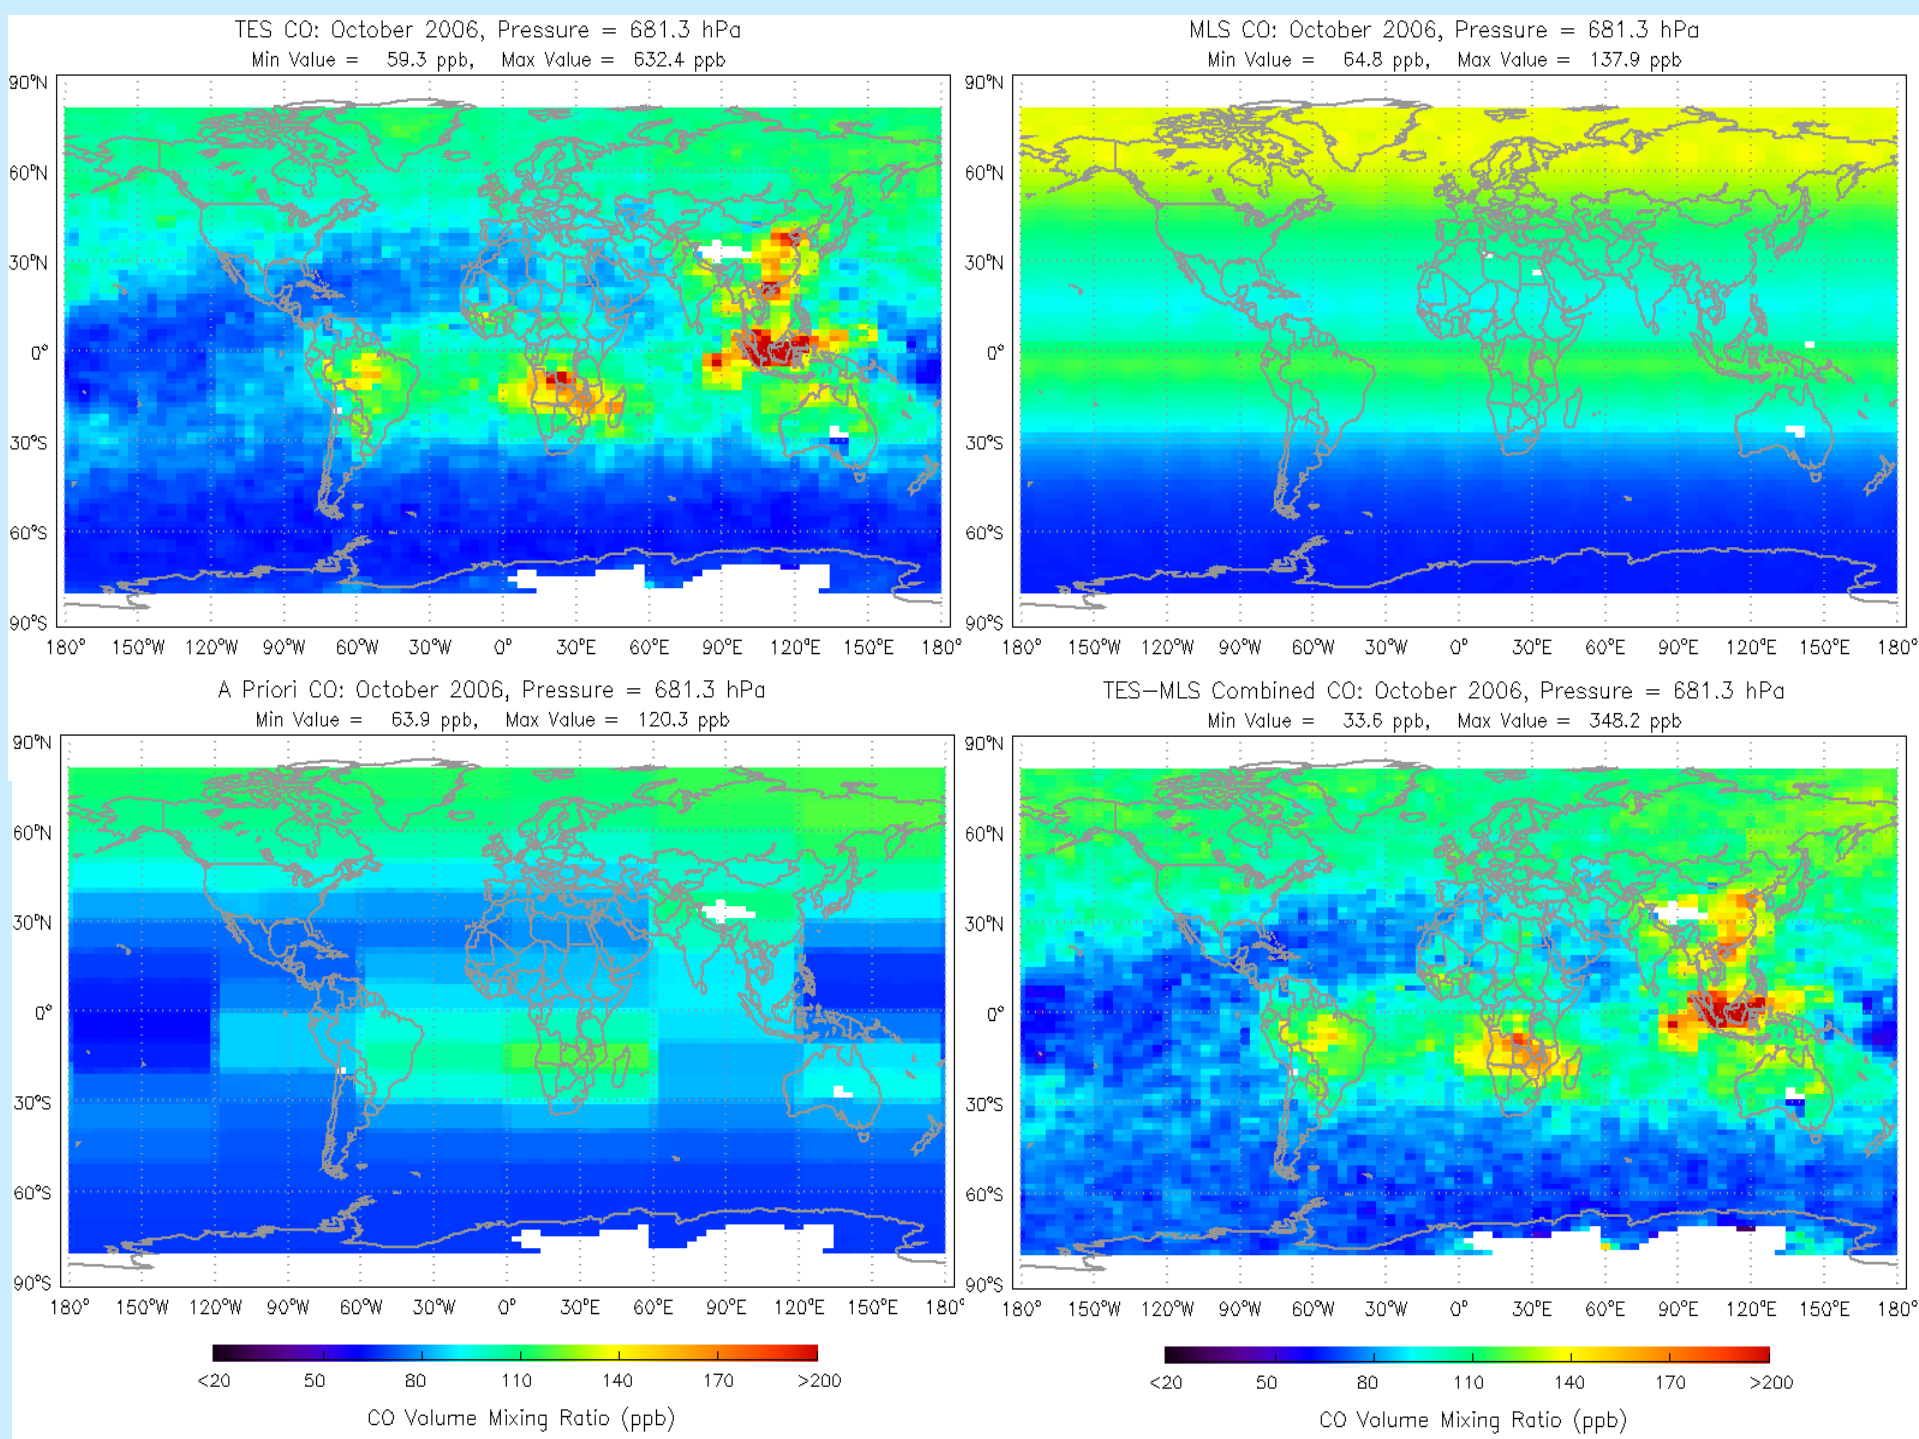 TES CO: October 2006, Pressure = 681.3 hPa
Min Value = 59.3 ppb, Max Value = 632.4 ppb
90°N
60°N
30°N
0°
30°S
60°S
90°S
180° 150°W 120°W 90°W 60°W 30°W 0° 30°E 60°E 90°E 120°E 150°E 180°
MLS CO: October 2006, Pressure = 681.3 hPa
Min Value = 64.8 ppb, Max Value = 137.9 ppb
90°N
60°N
30°N
0°
30°S
60°S
90°S
180° 150°W 120°W 90°W 60°W 30°W 0° 30°E 60°E 90°E 120°E 150°E 180°
A Priori CO: October 2006, Pressure = 681.3 hPa
Min Value = 63.9 ppb, Max Value = 120.3 ppb
90°N
60°N
30°N
0°
30°S
60°S
90°S
180° 150°W 120°W 90°W 60°W 30°W 0° 30°E 60°E 90°E 120°E 150°E 180°
<20 50 80 110 140 170 >200
CO Volume Mixing Ratio (ppb)
TES-MLS Combined CO: October 2006, Pressure = 681.3 hPa
Min Value = 33.6 ppb, Max Value = 348.2 ppb
90°N
60°N
30°N
0°
30°S
60°S
90°S
180° 150°W 120°W 90°W 60°W 30°W 0° 30°E 60°E 90°E 120°E 150°E 180°
<20 50 80 110 140 170 >200
CO Volume Mixing Ratio (ppb)